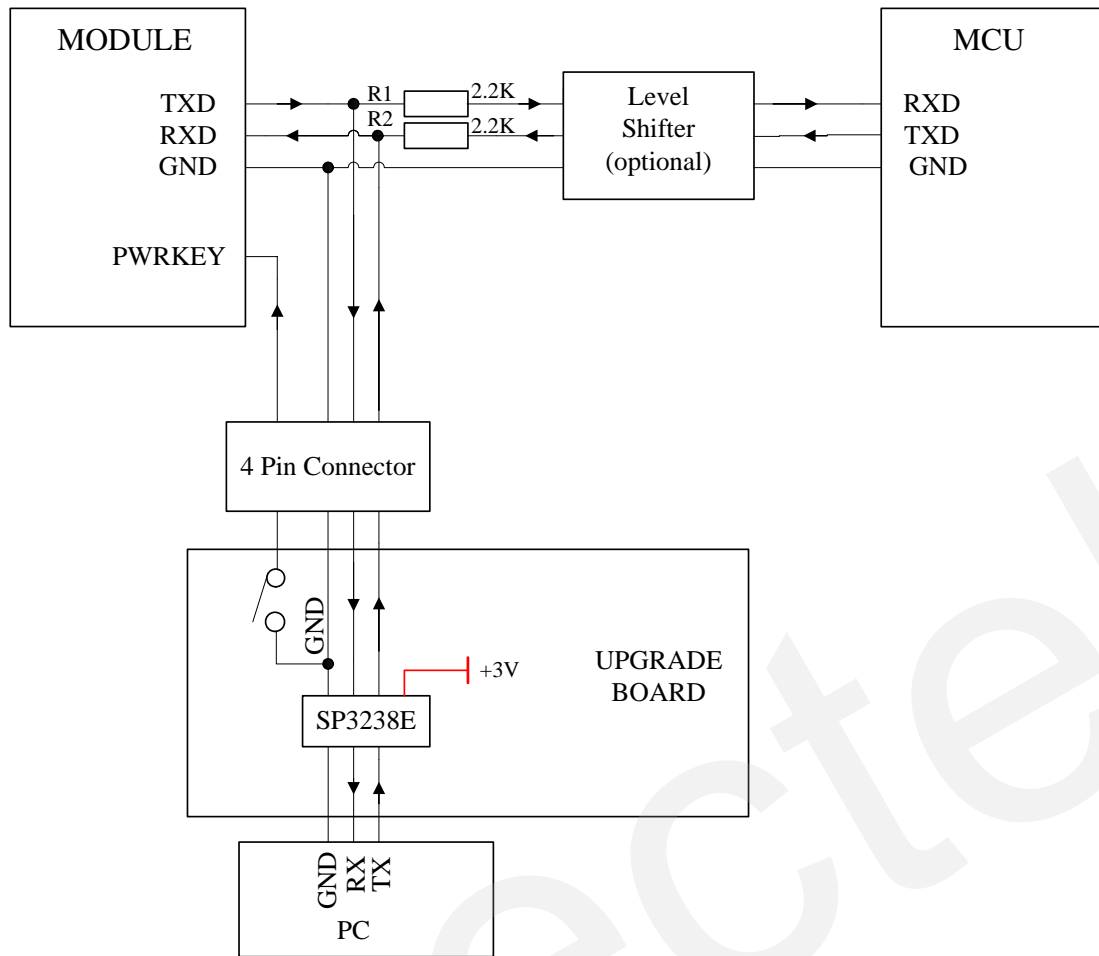 MODULE
MCU
TXD
R1
2.2K
Level
Shifter
(optional)
RXD
RXD
R2
2.2K
TXD
GND
GND
PWRKEY
4 Pin Connector
GND
+3V
UPGRADE
BOARD
SP3238E
GND
RX
TX
PC
ectel